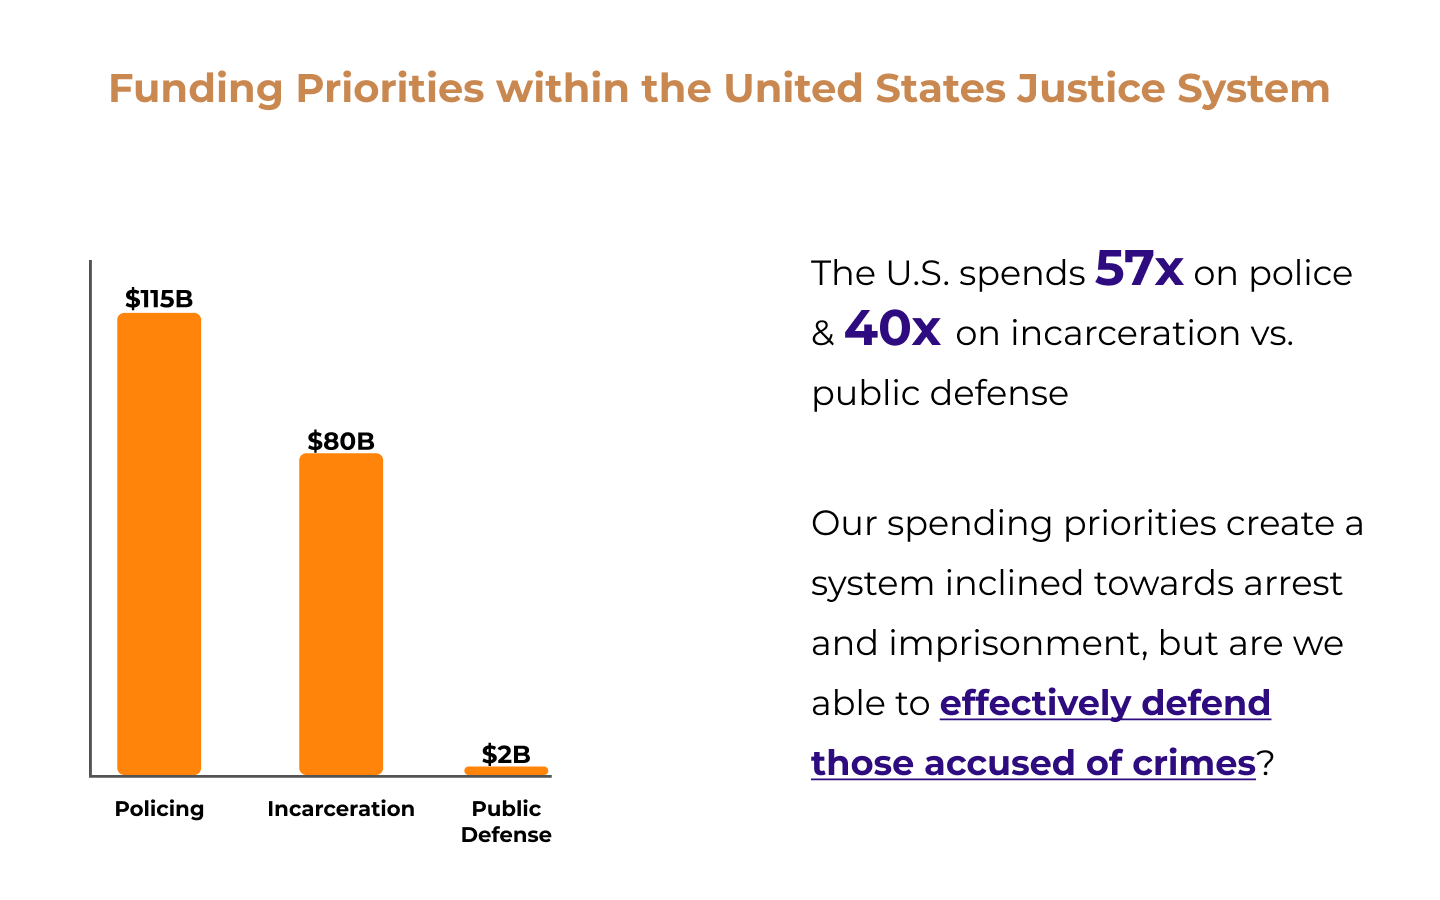 Funding Priorities within the United States Justice System
$115B
$80B
$2B
Policing
Incarceration
Public
Defense
The U.S. spends 57x on police
& 40x on incarceration vs.
public defense
Our spending priorities create a
system inclined towards arrest
and imprisonment, but are we
able to effectively defend
those accused of crimes?